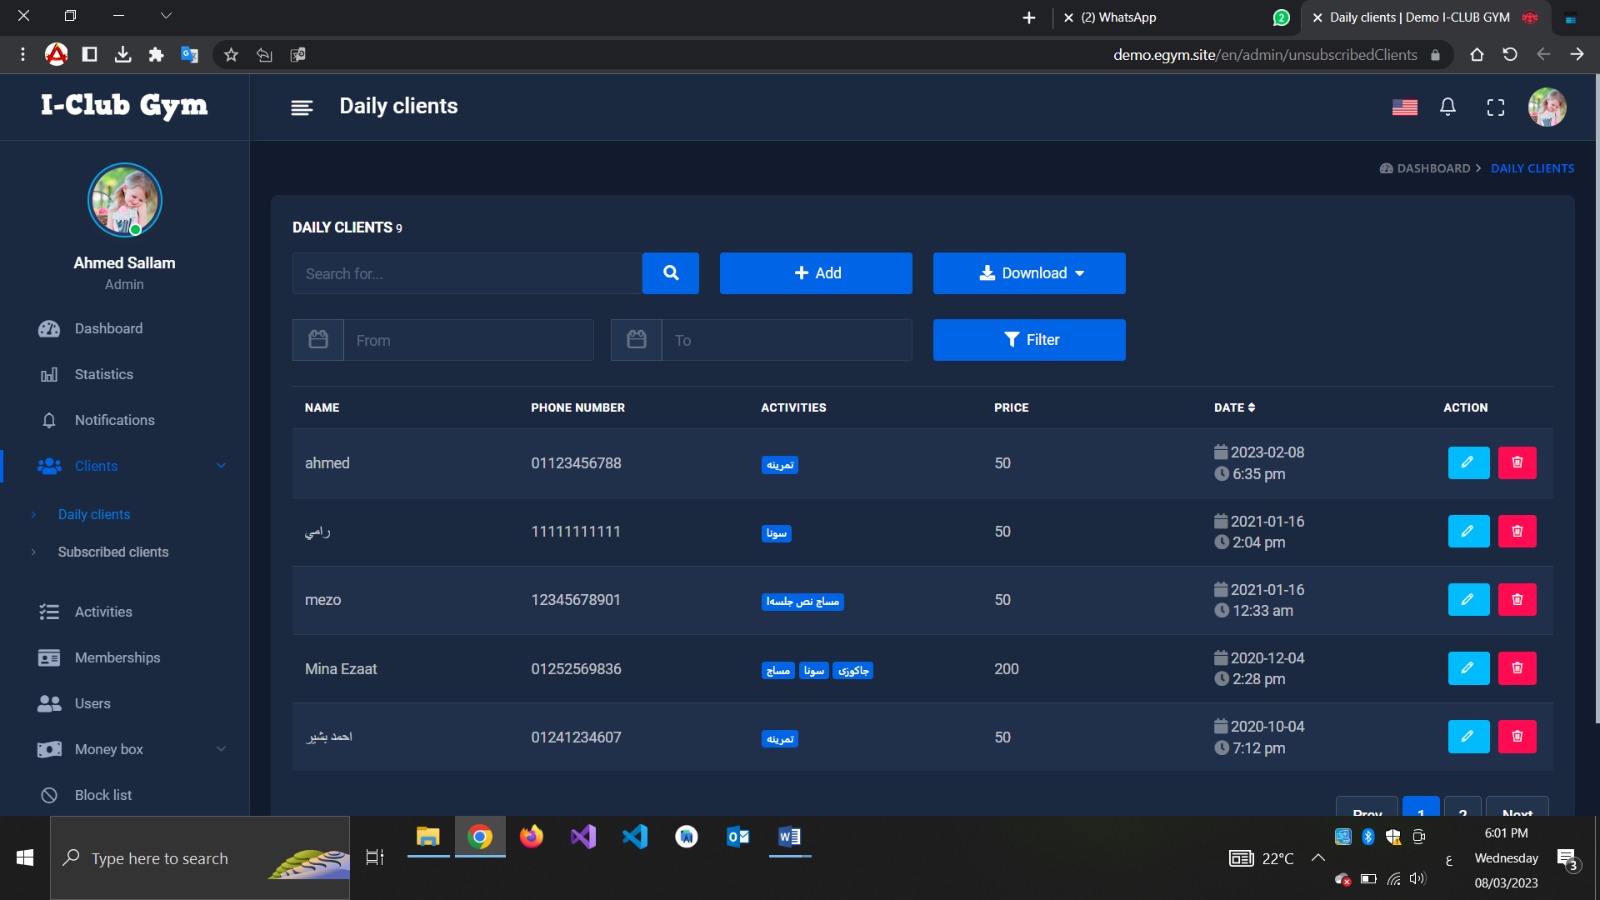 (2) WhatsApp
2
Daily clients | Demo I-CLUB GYM
demo.egym.site/en/admin/unsubscribedClients
I-Club Gym
Daily clients
DASHBOARD > DAILY CLIENTS
Ahmed Sallam
Admin
Dashboard
Statistics
Notifications
Clients
Daily clients
Subscribed clients
Activities
Memberships
Users
Money box
Block list
DAILY CLIENTS 9
Search for...
Add
Download
From
To
Filter
NAME PHONE NUMBER ACTIVITIES PRICE DATE ACTION
ahmed 01123456788 تمرينه 50 2023-02-08
6:35 pm
رامي 11111111111 سونا 50 2021-01-16
2:04 pm
mezo 12345678901 مساج نص جلسه١ 50 2021-01-16
12:33 am
Mina Ezaat 01252569836 مساج سونا جاكوزى 200 2020-12-04
2:28 pm
احمد بشير 01241234607 تمرينه 50 2020-10-04
7:12 pm
Prev 1 2 Next
Type here to search
22°C
ع
6:01 PM
Wednesday
08/03/2023
3